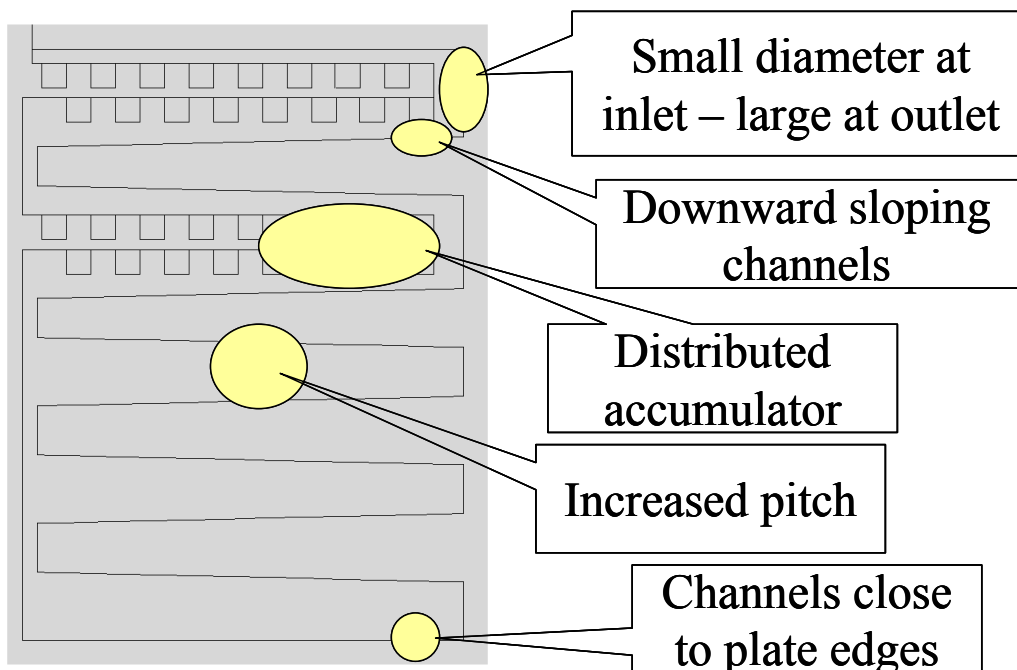 Small diameter at
inlet – large at outlet
Downward sloping
channels
Distributed
accumulator
Increased pitch
Channels close
to plate edges